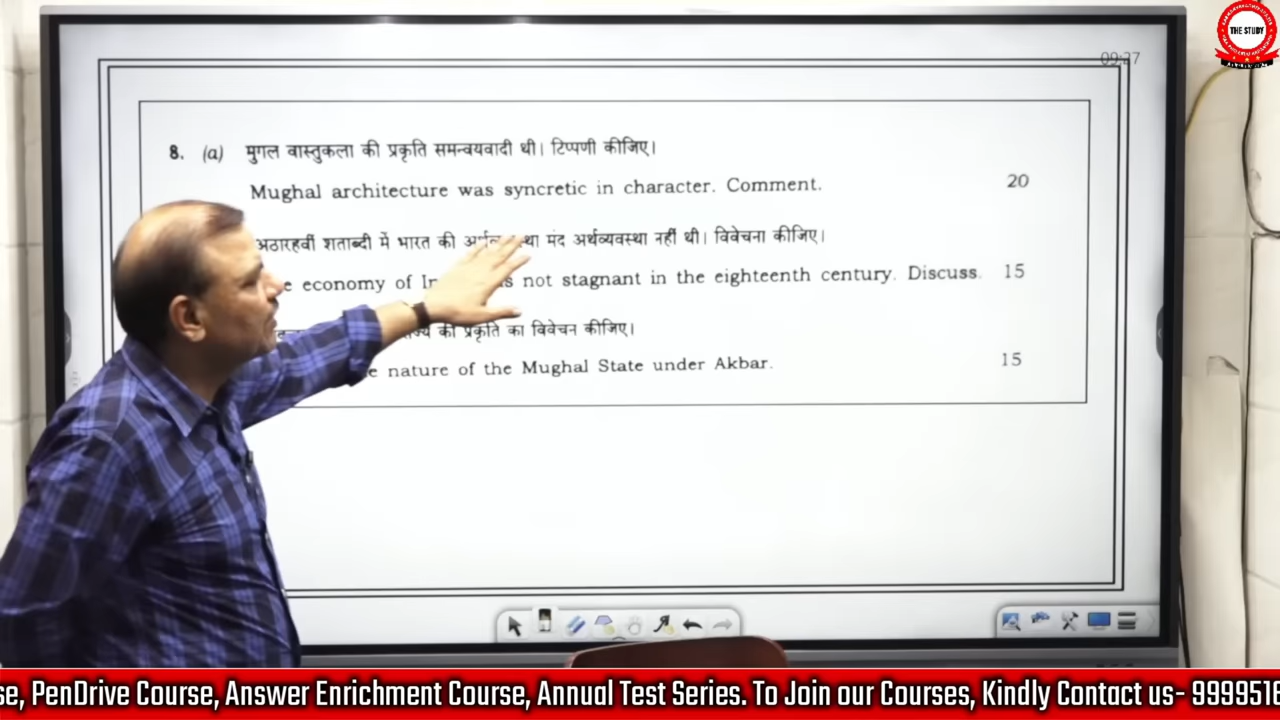 THE STUDY
09:27
8. (a) मुगल वास्तुकला की प्रकृति समन्वयवादी थी। टिप्पणी कीजिए।
Mughal architecture was syncretic in character. Comment. 20
अठारहवीं शताब्दी में भारत की मंद अर्थव्यवस्था नहीं थी। विवेचना कीजिए।
economy of not stagnant in the eighteenth century. Discuss. 15
की प्रकृति का विवेचन कीजिए।
nature of the Mughal State under Akbar. 15
se, PenDrive Course, Answer Enrichment Course, Annual Test Series. To Join our Courses, Kindly Contact us- 9999516